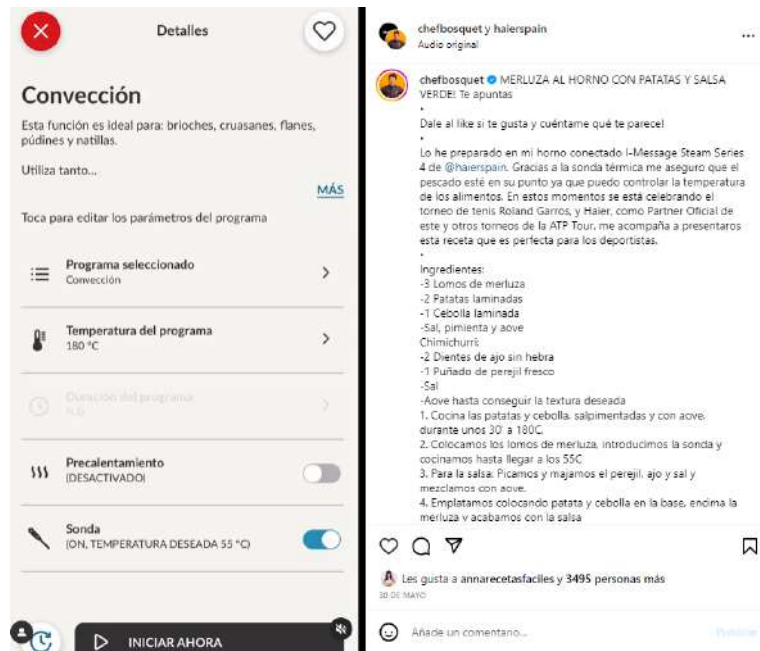 Detalles
Convección
Esta función es ideal para: brioches, cruasanes, flanes,
púdines y natillas.
Utiliza tanto...
MÁS
Toca para editar los parámetros del programa
Programa seleccionado
Convección
Temperatura del programa
180 °C
Duración del programa
N.D
Precalentamiento
(DESACTIVADO)
Sonda
(ON, TEMPERATURA DESEADA 55 °C)
INICIAR AHORA
chefbosquet y haierspain
Audio original
chefbosquet MERLUZA AL HORNO CON PATATAS Y SALSA
VERDE! Te apuntas
Dale al like si te gusta y cuéntame qué te parece!
Lo he preparado en mi horno conectado I-Message Steam Series
4 de @haierspain. Gracias a la sonda térmica me aseguro que el
pescado esté en su punto ya que puedo controlar la temperatura
de los alimentos. En estos momentos se está celebrando el
torneo de tenis Roland Garros, y Haier, como Partner Oficial de
este y otros torneos de la ATP Tour, me acompaña a presentaros
esta receta que es perfecta para los deportistas.
Ingredientes:
-3 Lomos de merluza
-2 Patatas laminadas
-1 Cebolla laminada
-Sal, pimienta y aove
Chimichurri:
-2 Dientes de ajo sin hebra
-1 Puñado de perejil fresco
-Sal
-Aove hasta conseguir la textura deseada
1. Cocina las patatas y cebolla, salpimentadas y con aove,
durante unos 30' a 180C.
2. Colocamos los lomos de merluza, introducimos la sonda y
cocinamos hasta llegar a los 55C
3. Para la salsa: Picamos y majamos el perejil, ajo y sal y
mezclamos con aove.
4. Emplatamos colocando patata y cebolla en la base, encima la
merluza y acabamos con la salsa
Les gusta a annarecetasfaciles y 3495 personas más
30 DE MAYO
Añade un comentario...
Publicar